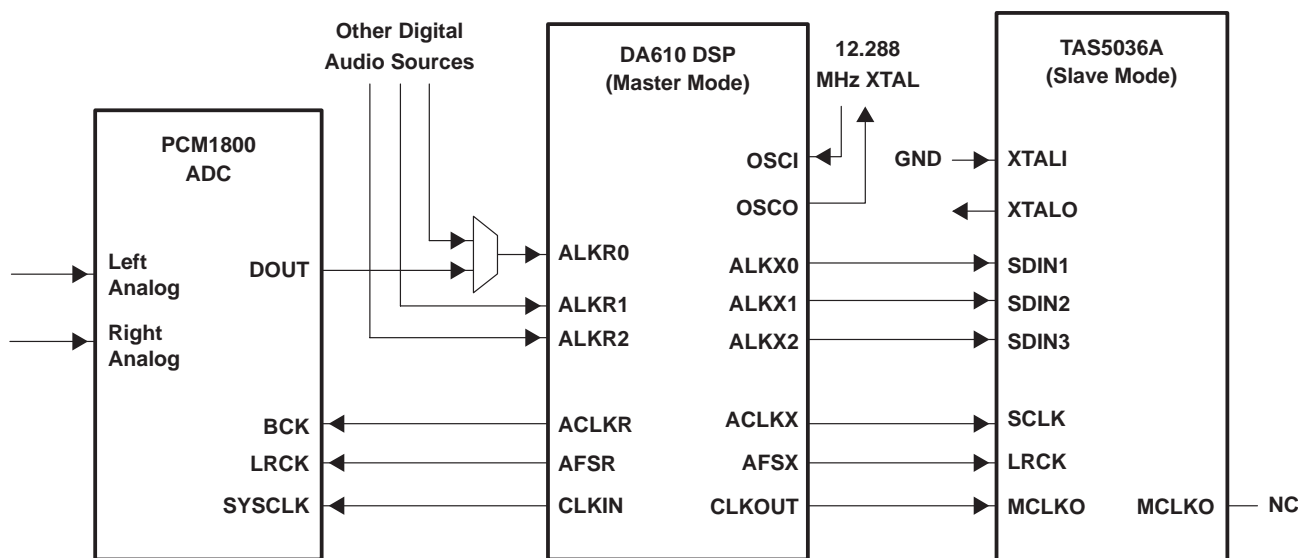 Other Digital
Audio Sources
PCM1800
ADC
Left
Analog
Right
Analog
DOUT
BCK
LRCK
SYSCLK
DA610 DSP
(Master Mode)
ALKR0
ALKR1
ALKR2
ACLKR
AFSR
CLKIN
OSCI
OSCO
ALKX0
ALKX1
ALKX2
ACLKX
AFSX
CLKOUT
12.288
MHz XTAL
GND
TAS5036A
(Slave Mode)
XTALI
XTALO
SDIN1
SDIN2
SDIN3
SCLK
LRCK
MCLKO
MCLKO
NC